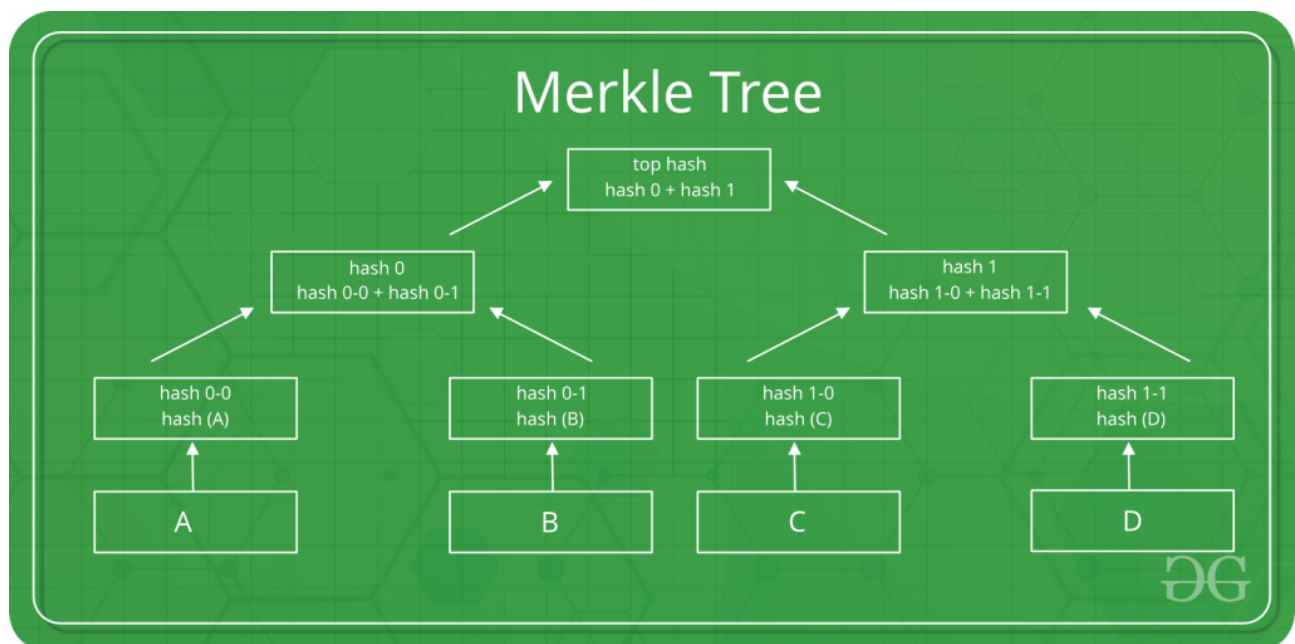 Merkle Tree
top hash
hash 0 + hash 1
hash 0
hash 0-0 + hash 0-1
hash 1
hash 1-0 + hash 1-1
hash 0-0
hash (A)
hash 0-1
hash (B)
hash 1-0
hash (C)
hash 1-1
hash (D)
A
B
C
D